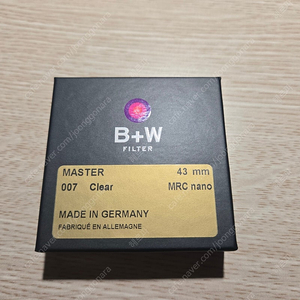 B+W
FILTER
MASTER 43 mm
007 Clear MRC nano
MADE IN GERMANY
FABRIQUÉ EN ALLEMAGNE